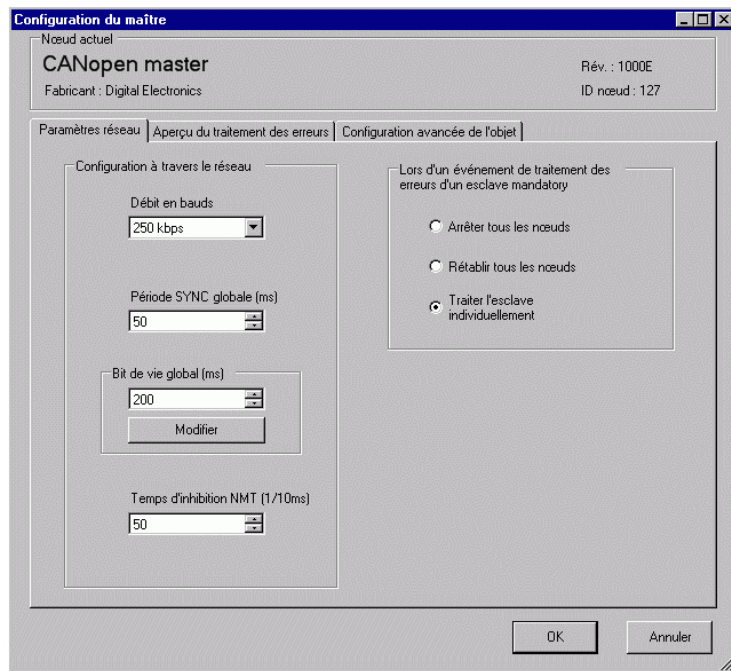 Configuration du maître
Nœud actuel
CANopen master
Rév. : 1000E
Fabricant : Digital Electronics
ID nœud : 127
Paramètres réseau
Aperçu du traitement des erreurs
Configuration avancée de l'objet
Configuration à travers le réseau
Débit en bauds
250 kbps
Période SYNC globale (ms)
50
Bit de vie global (ms)
200
Modifier
Temps d'inhibition NMT (1/10ms)
50
Lors d'un événement de traitement des
erreurs d'un esclave mandatory
Arrêter tous les nœuds
Rétablir tous les nœuds
Traiter l'esclave
individuellement
OK
Annuler